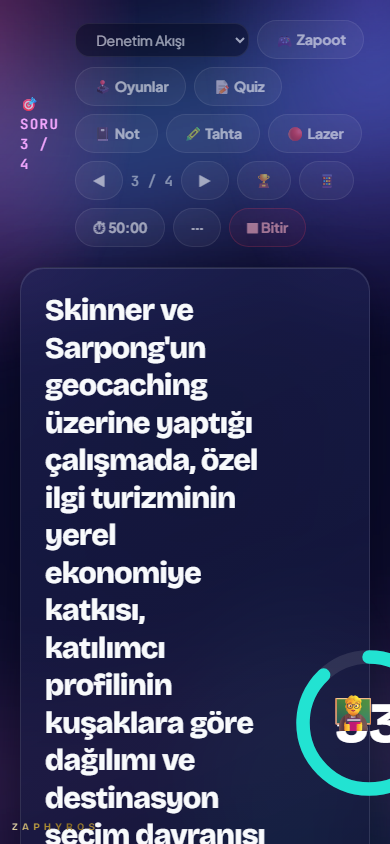 Denetim Akışı
Zapoot
Oyunlar
Quiz
SORU
3 /
4
Not
Tahta
Lazer
3 / 4
50:00
---
Bitir
Skinner ve
Sarpong'un
geocaching
üzerine yaptığı
çalışmada, özel
ilgi turizminin
yerel
ekonomiye
katkısı,
katılımcı
profilinin
kuşaklara göre
dağılımı ve
destinasyon
seçim davranışı
ZAPHYROS